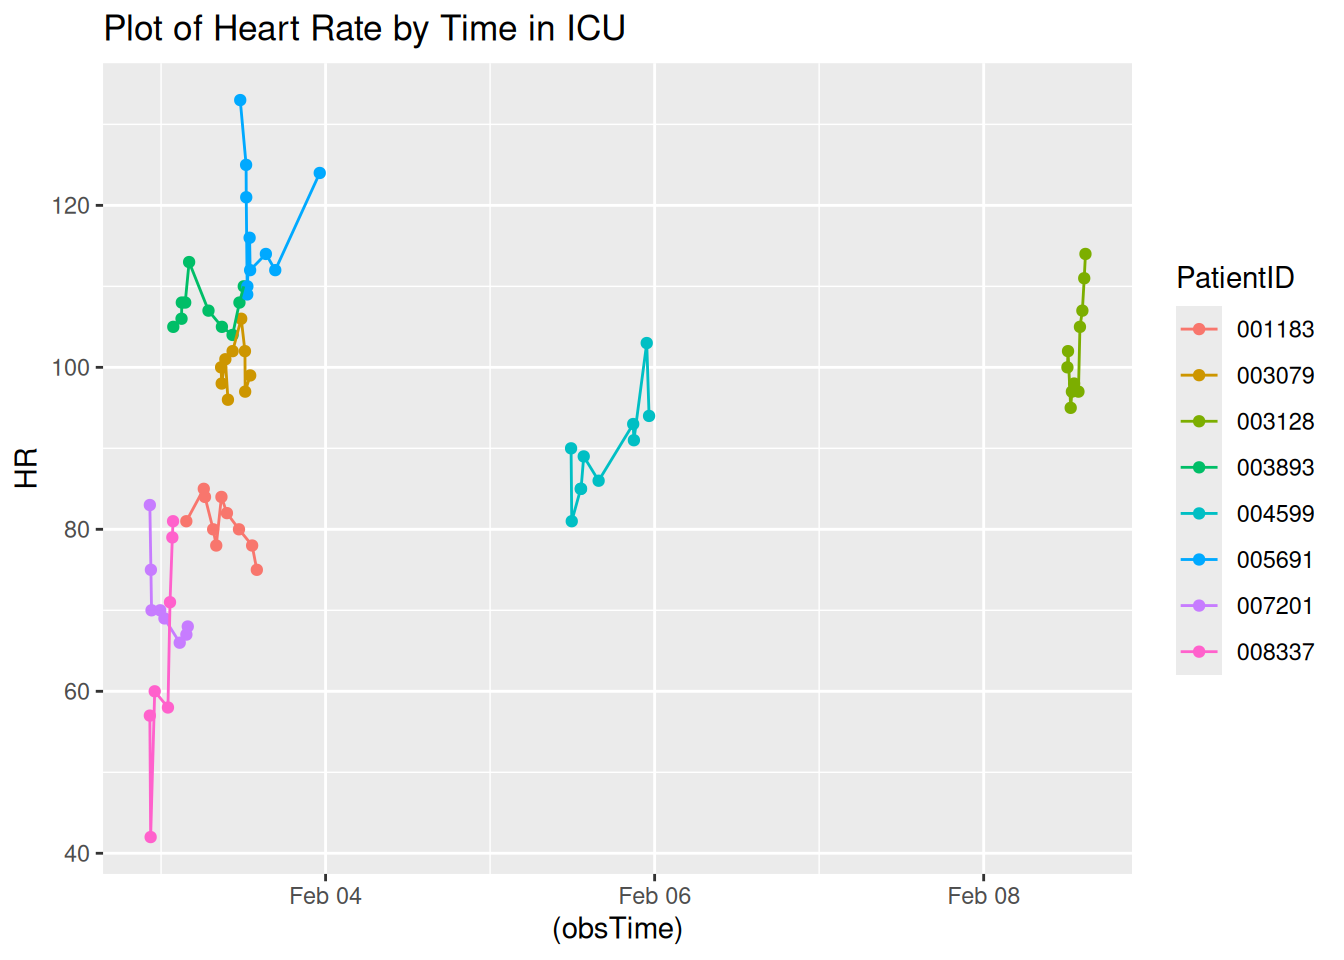 Plot of Heart Rate by Time in ICU
120
100
80
60
40
HR
Feb 04
Feb 06
Feb 08
(obsTime)
PatientID
001183
003079
003128
003893
004599
005691
007201
008337